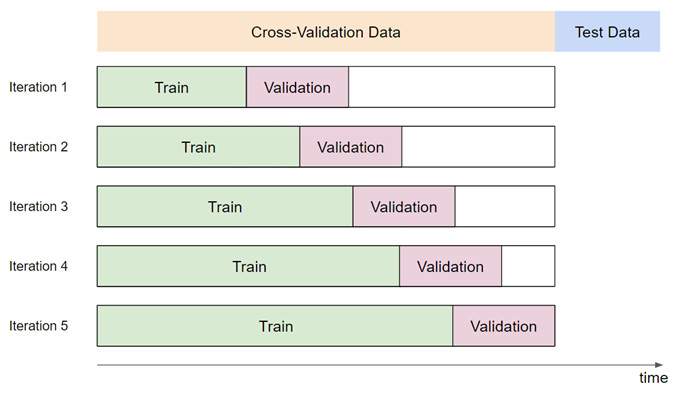 Cross-Validation Data Test Data
Iteration 1 Train Validation
Iteration 2 Train Validation
Iteration 3 Train Validation
Iteration 4 Train Validation
Iteration 5 Train Validation
time